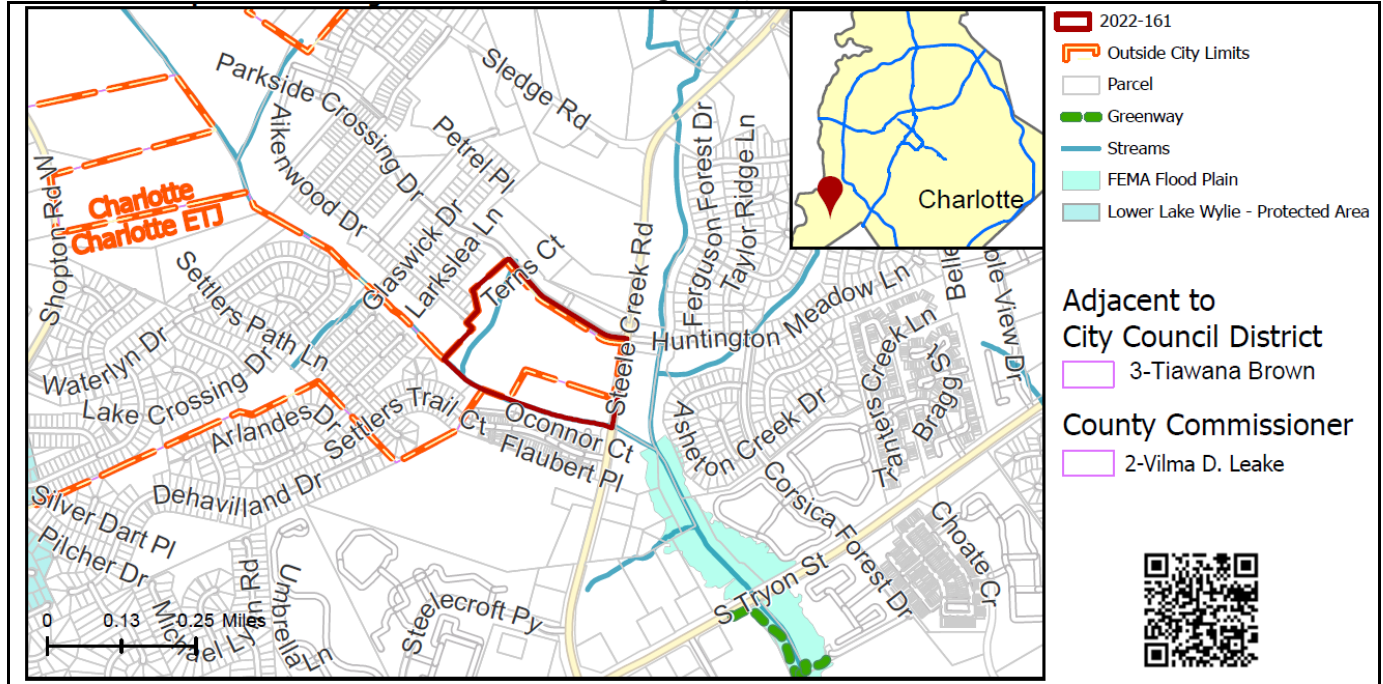 Parkside Crossing Dr
Sledge Rd
Aikenwood Dr
Petrel Pl
Ferguson Forest Dr
Taylor Ridge Ln
Shopton Rd W
Charlotte
Charlotte ETJ
Glaswick Dr
Larkslea Ln
Terris Ct
Steele Creek Rd
Settlers Path Ln
Huntington Meadow Ln
Waterlyn Dr
Lake Crossing Dr
Arlandes Dr
Settlers Trail Ct
Oconnor Ct
Flaubert Pl
Asheton Creek Dr
Bragg St
Dehavilland Dr
Silver Dart Pl
Pilcher Dr
Corsica Forest Dr
Choate Cr
S Tryon St
Umbrella Ln
Steelecroft Py
0 0.13 0.25 Miles
Charlotte
2022-161
Outside City Limits
Parcel
Greenway
Streams
FEMA Flood Plain
Lower Lake Wylie - Protected Area
Adjacent to
City Council District
3-Tiawana Brown
County Commissioner
2-Vilma D. Leake